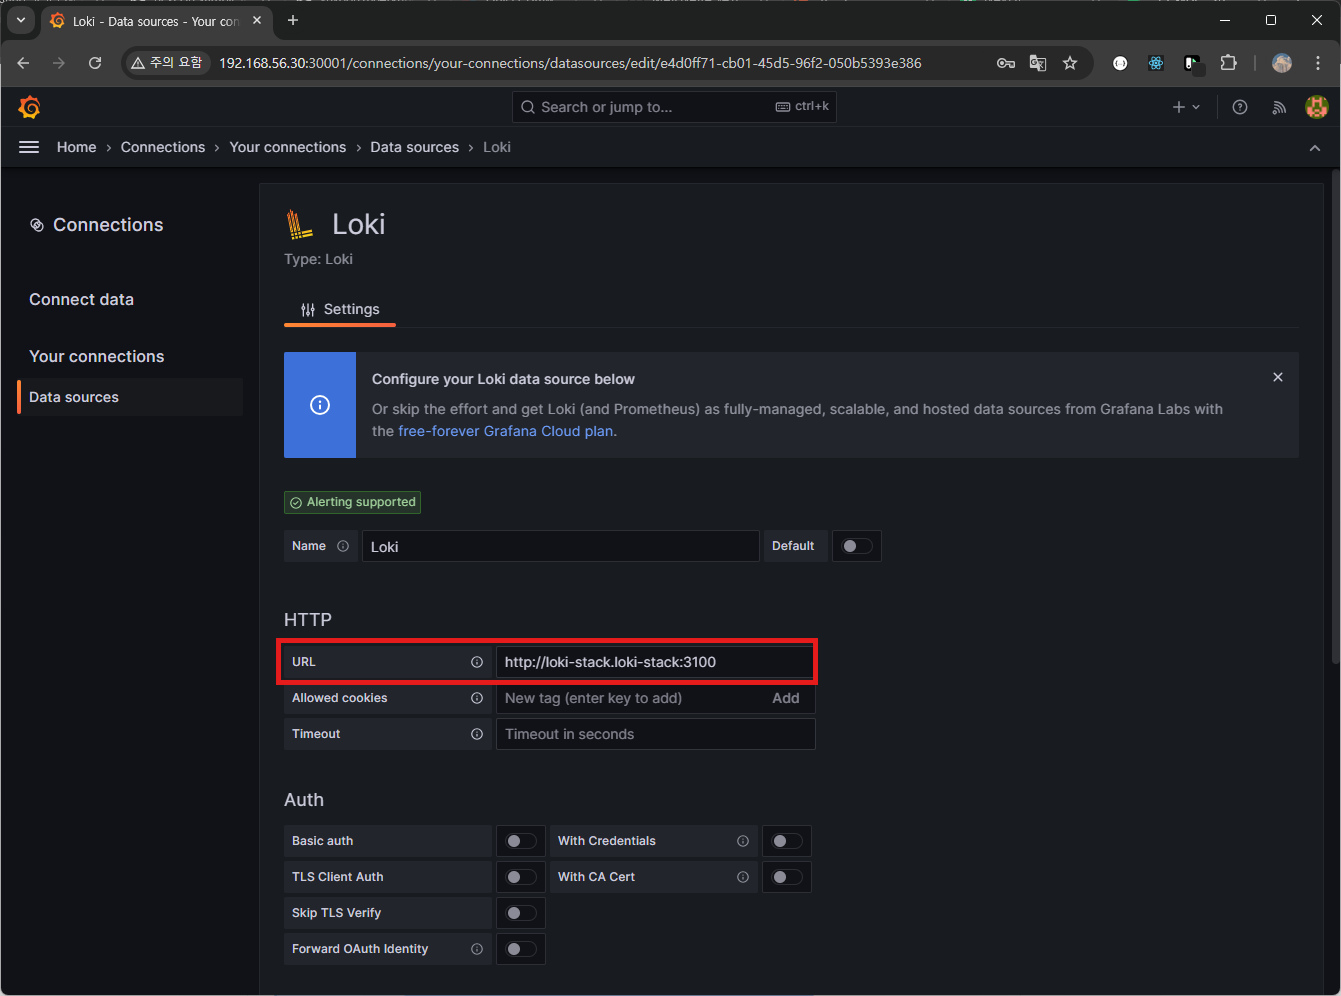 Loki - Data sources - Your con
주의 요함
192.168.56.30:30001/connections/your-connections/datasources/edit/e4d0ff71-cb01-45d5-96f2-050b5393e386
Search or jump to...
ctrl+k
Home › Connections › Your connections › Data sources › Loki
Connections
Connect data
Your connections
Data sources
Loki
Type: Loki
Settings
Configure your Loki data source below
Or skip the effort and get Loki (and Prometheus) as fully-managed, scalable, and hosted data sources from Grafana Labs with
the free-forever Grafana Cloud plan.
Alerting supported
Name Loki Default
HTTP
URL http://loki-stack.loki-stack:3100
Allowed cookies New tag (enter key to add) Add
Timeout Timeout in seconds
Auth
Basic auth With Credentials
TLS Client Auth With CA Cert
Skip TLS Verify
Forward OAuth Identity